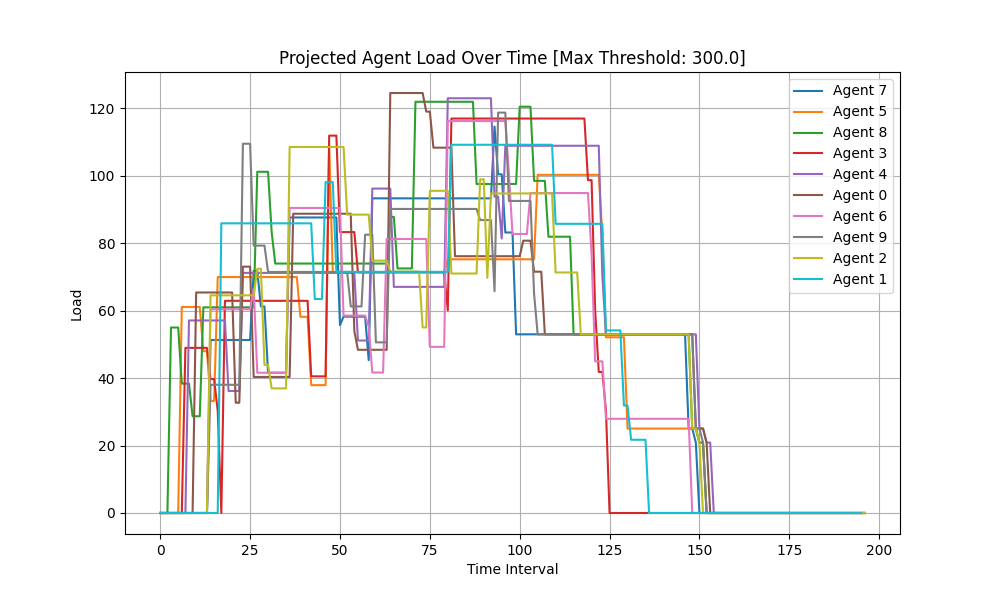 Projected Agent Load Over Time [Max Threshold: 300.0]
Load
120
100
80
60
40
20
0
0 25 50 75 100 125 150 175 200
Time Interval
Agent 7
Agent 5
Agent 8
Agent 3
Agent 4
Agent 0
Agent 6
Agent 9
Agent 2
Agent 1